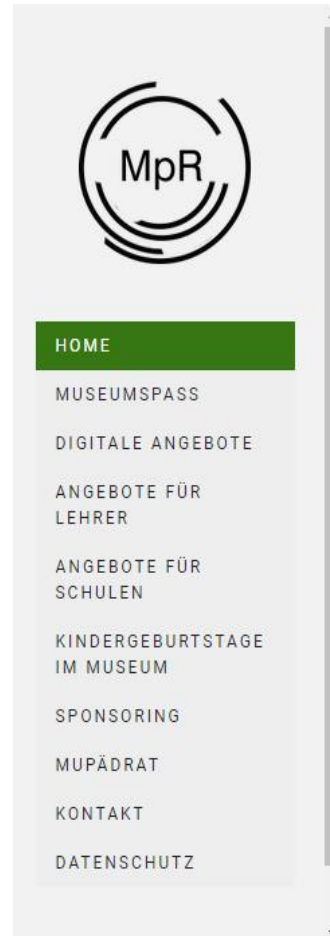 MpR
HOME
MUSEUMSPASS
DIGITALE ANGEBOTE
ANGEBOTE FÜR
LEHRER
ANGEBOTE FÜR
SCHULEN
KINDERGEBURTSTAGE
IM MUSEUM
SPONSORING
MUPÄDRAT
KONTAKT
DATENSCHUTZ